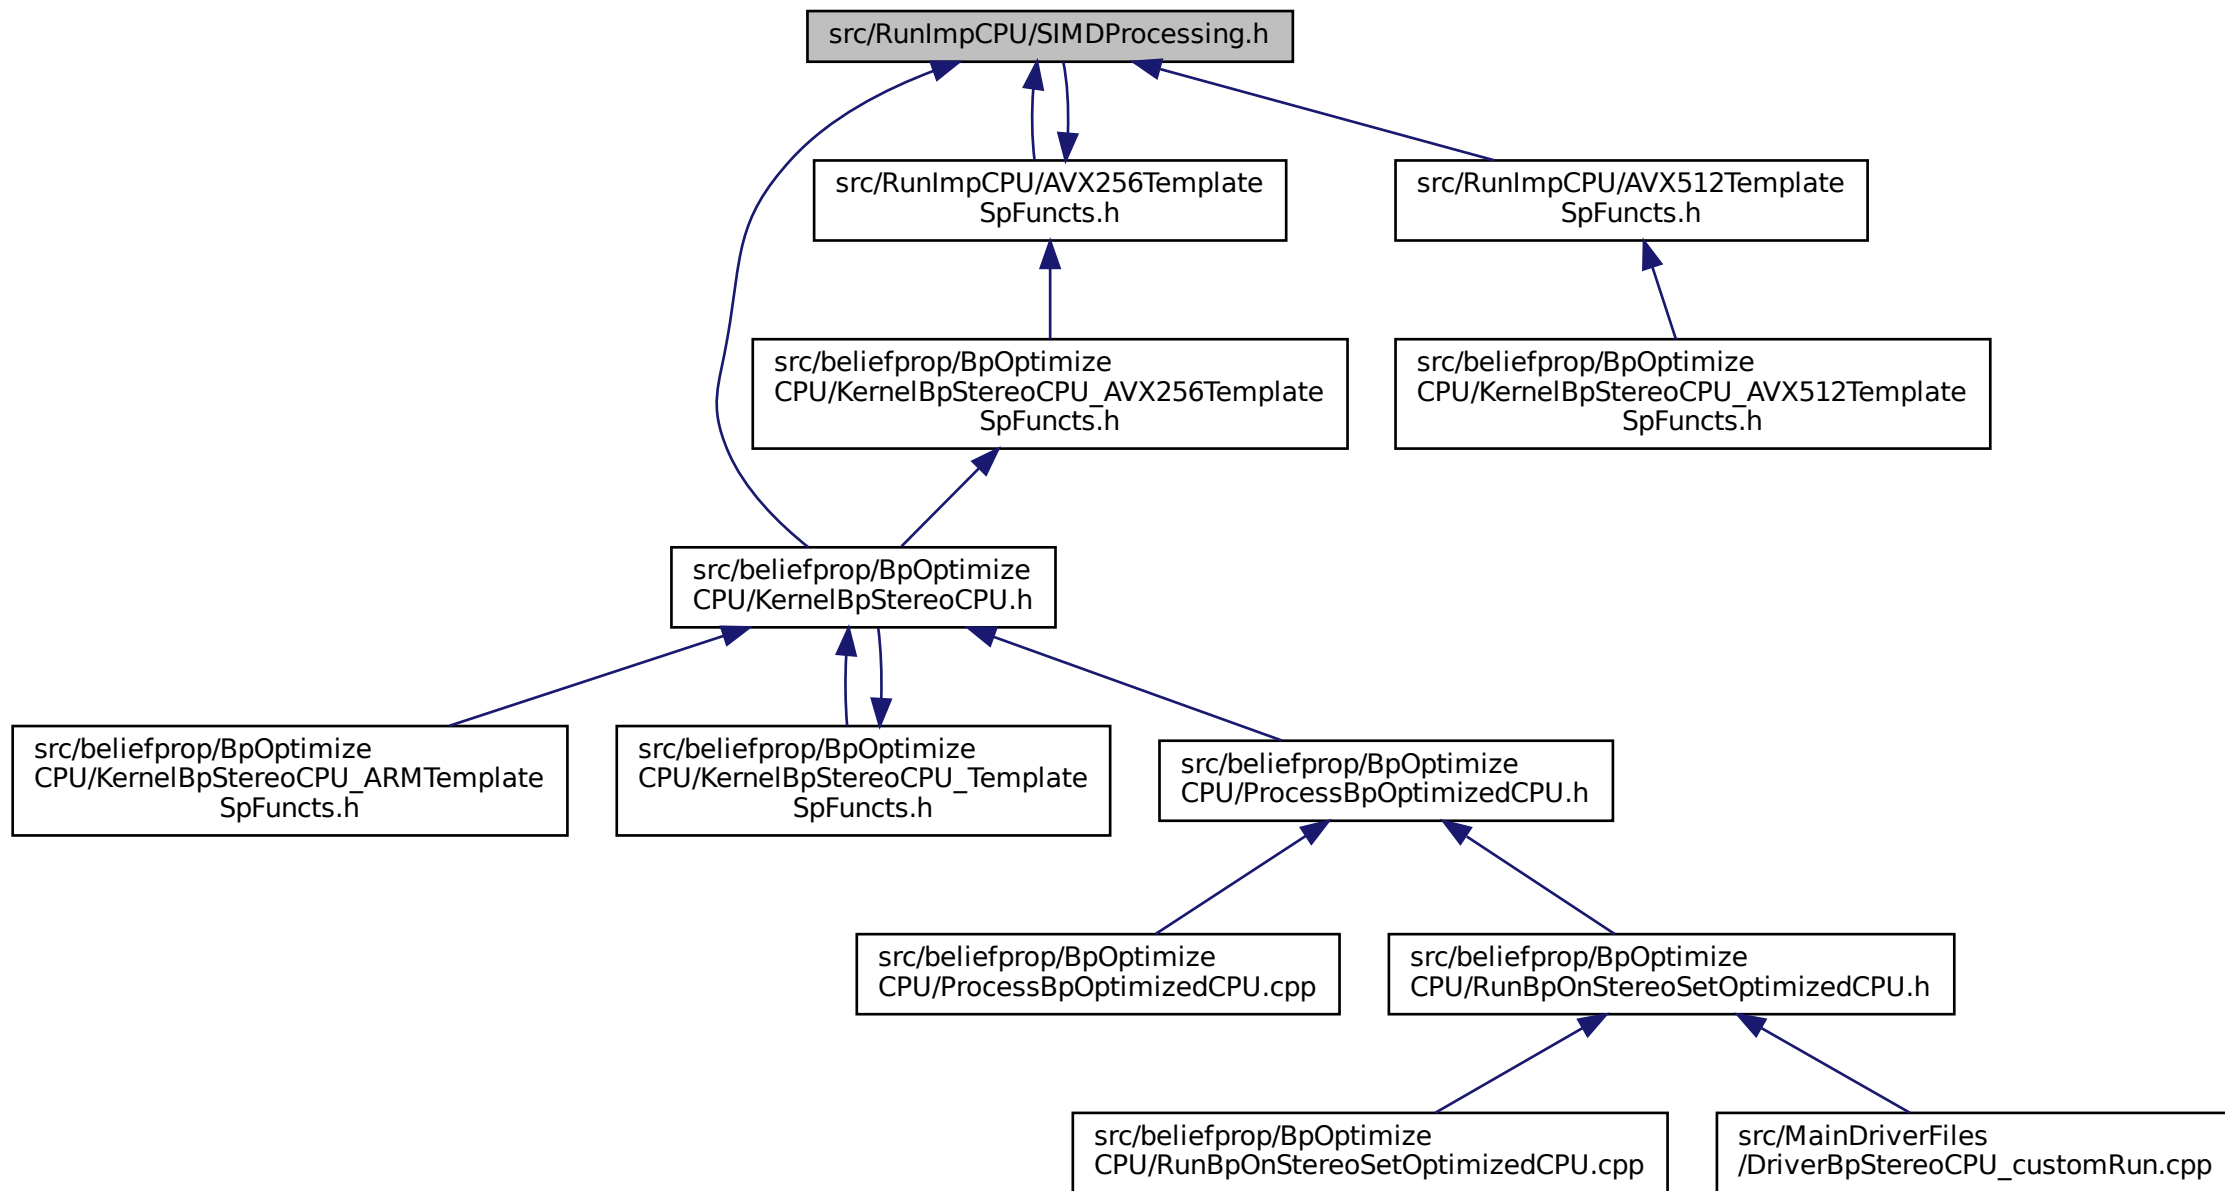 src/RunImpCPU/SIMDProcessing.h
src/RunImpCPU/AVX256Template
SpFuncts.h
src/RunImpCPU/AVX512Template
SpFuncts.h
src/beliefprop/BpOptimize
CPU/KernelBpStereoCPU_AVX256Template
SpFuncts.h
src/beliefprop/BpOptimize
CPU/KernelBpStereoCPU_AVX512Template
SpFuncts.h
src/beliefprop/BpOptimize
CPU/KernelBpStereoCPU.h
src/beliefprop/BpOptimize
CPU/KernelBpStereoCPU_ARMTemplate
SpFuncts.h
src/beliefprop/BpOptimize
CPU/KernelBpStereoCPU_Template
SpFuncts.h
src/beliefprop/BpOptimize
CPU/ProcessBpOptimizedCPU.h
src/beliefprop/BpOptimize
CPU/ProcessBpOptimizedCPU.cpp
src/beliefprop/BpOptimize
CPU/RunBpOnStereoSetOptimizedCPU.h
src/beliefprop/BpOptimize
CPU/RunBpOnStereoSetOptimizedCPU.cpp
src/MainDriverFiles
/DriverBpStereoCPU_customRun.cpp